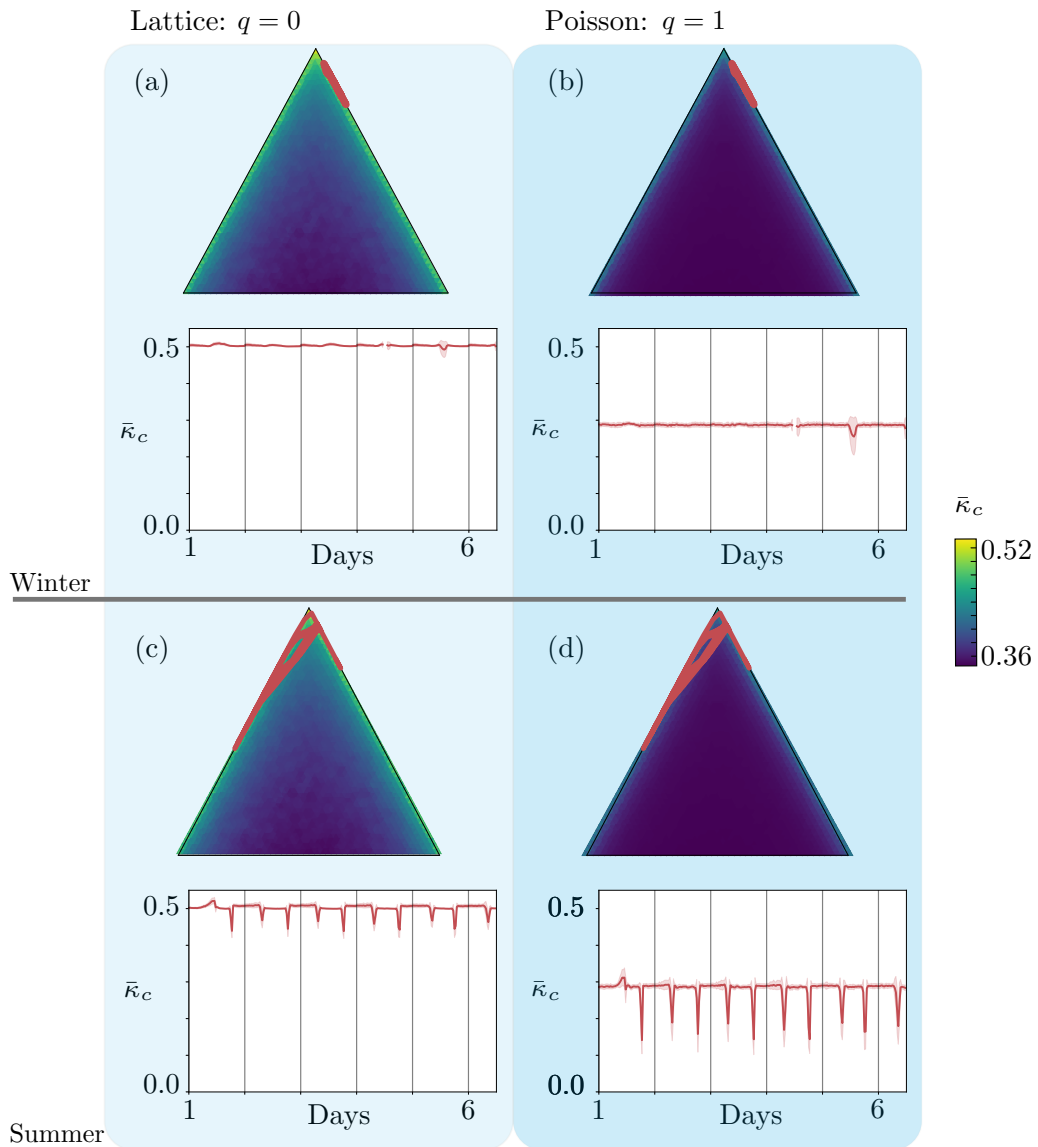 Lattice: q = 0
Poisson: q = 1
(a)
(b)
0.5
κ̄c
0.0
1
Days
6
0.5
κ̄c
0.0
1
Days
6
κ̄c
0.52
0.36
Winter
(c)
(d)
0.5
κ̄c
0.0
1
Days
6
0.5
κ̄c
0.0
1
Days
6
Summer